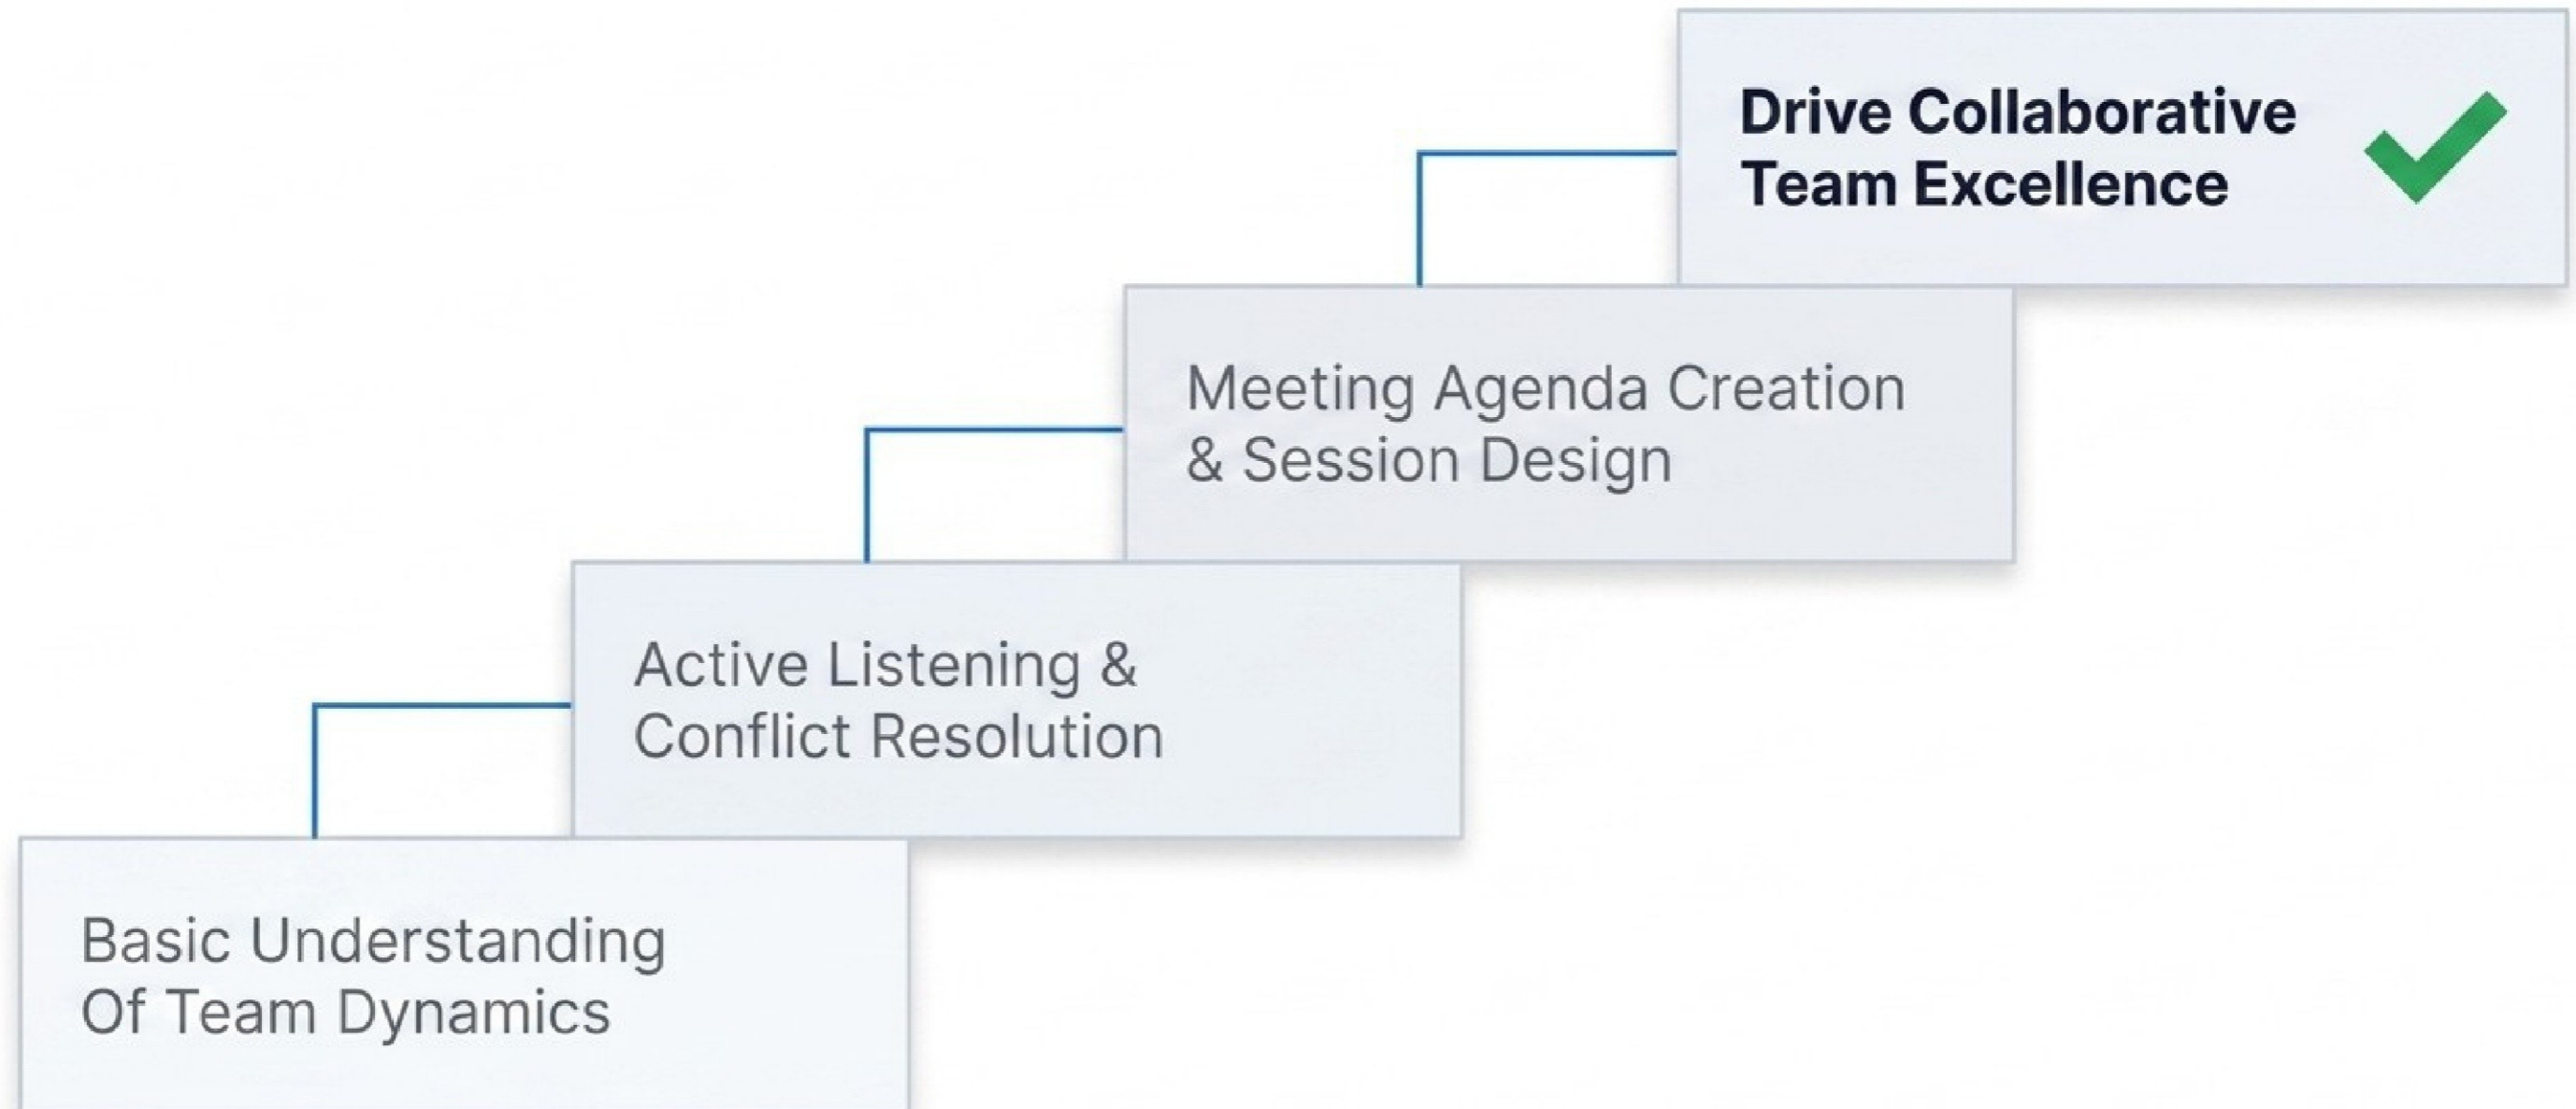 Drive Collaborative
Team Excellence
Meeting Agenda Creation
& Session Design
Active Listening &
Conflict Resolution
Basic Understanding
Of Team Dynamics